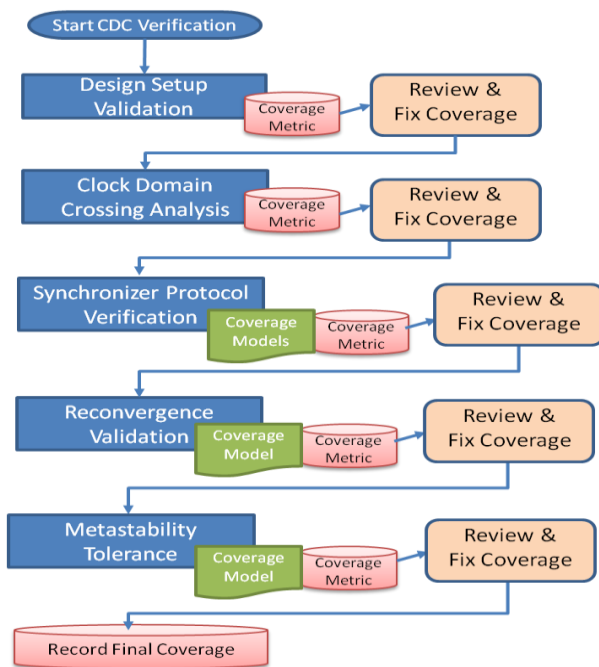 Start CDC Verification
Design Setup
Validation
Coverage
Metric
Review &
Fix Coverage
Clock Domain
Crossing Analysis
Coverage
Metric
Review &
Fix Coverage
Synchronizer Protocol
Verification
Coverage
Models
Coverage
Metric
Review &
Fix Coverage
Reconvergence
Validation
Coverage
Model
Coverage
Metric
Review &
Fix Coverage
Metastability
Tolerance
Coverage
Model
Coverage
Metric
Review &
Fix Coverage
Record Final Coverage